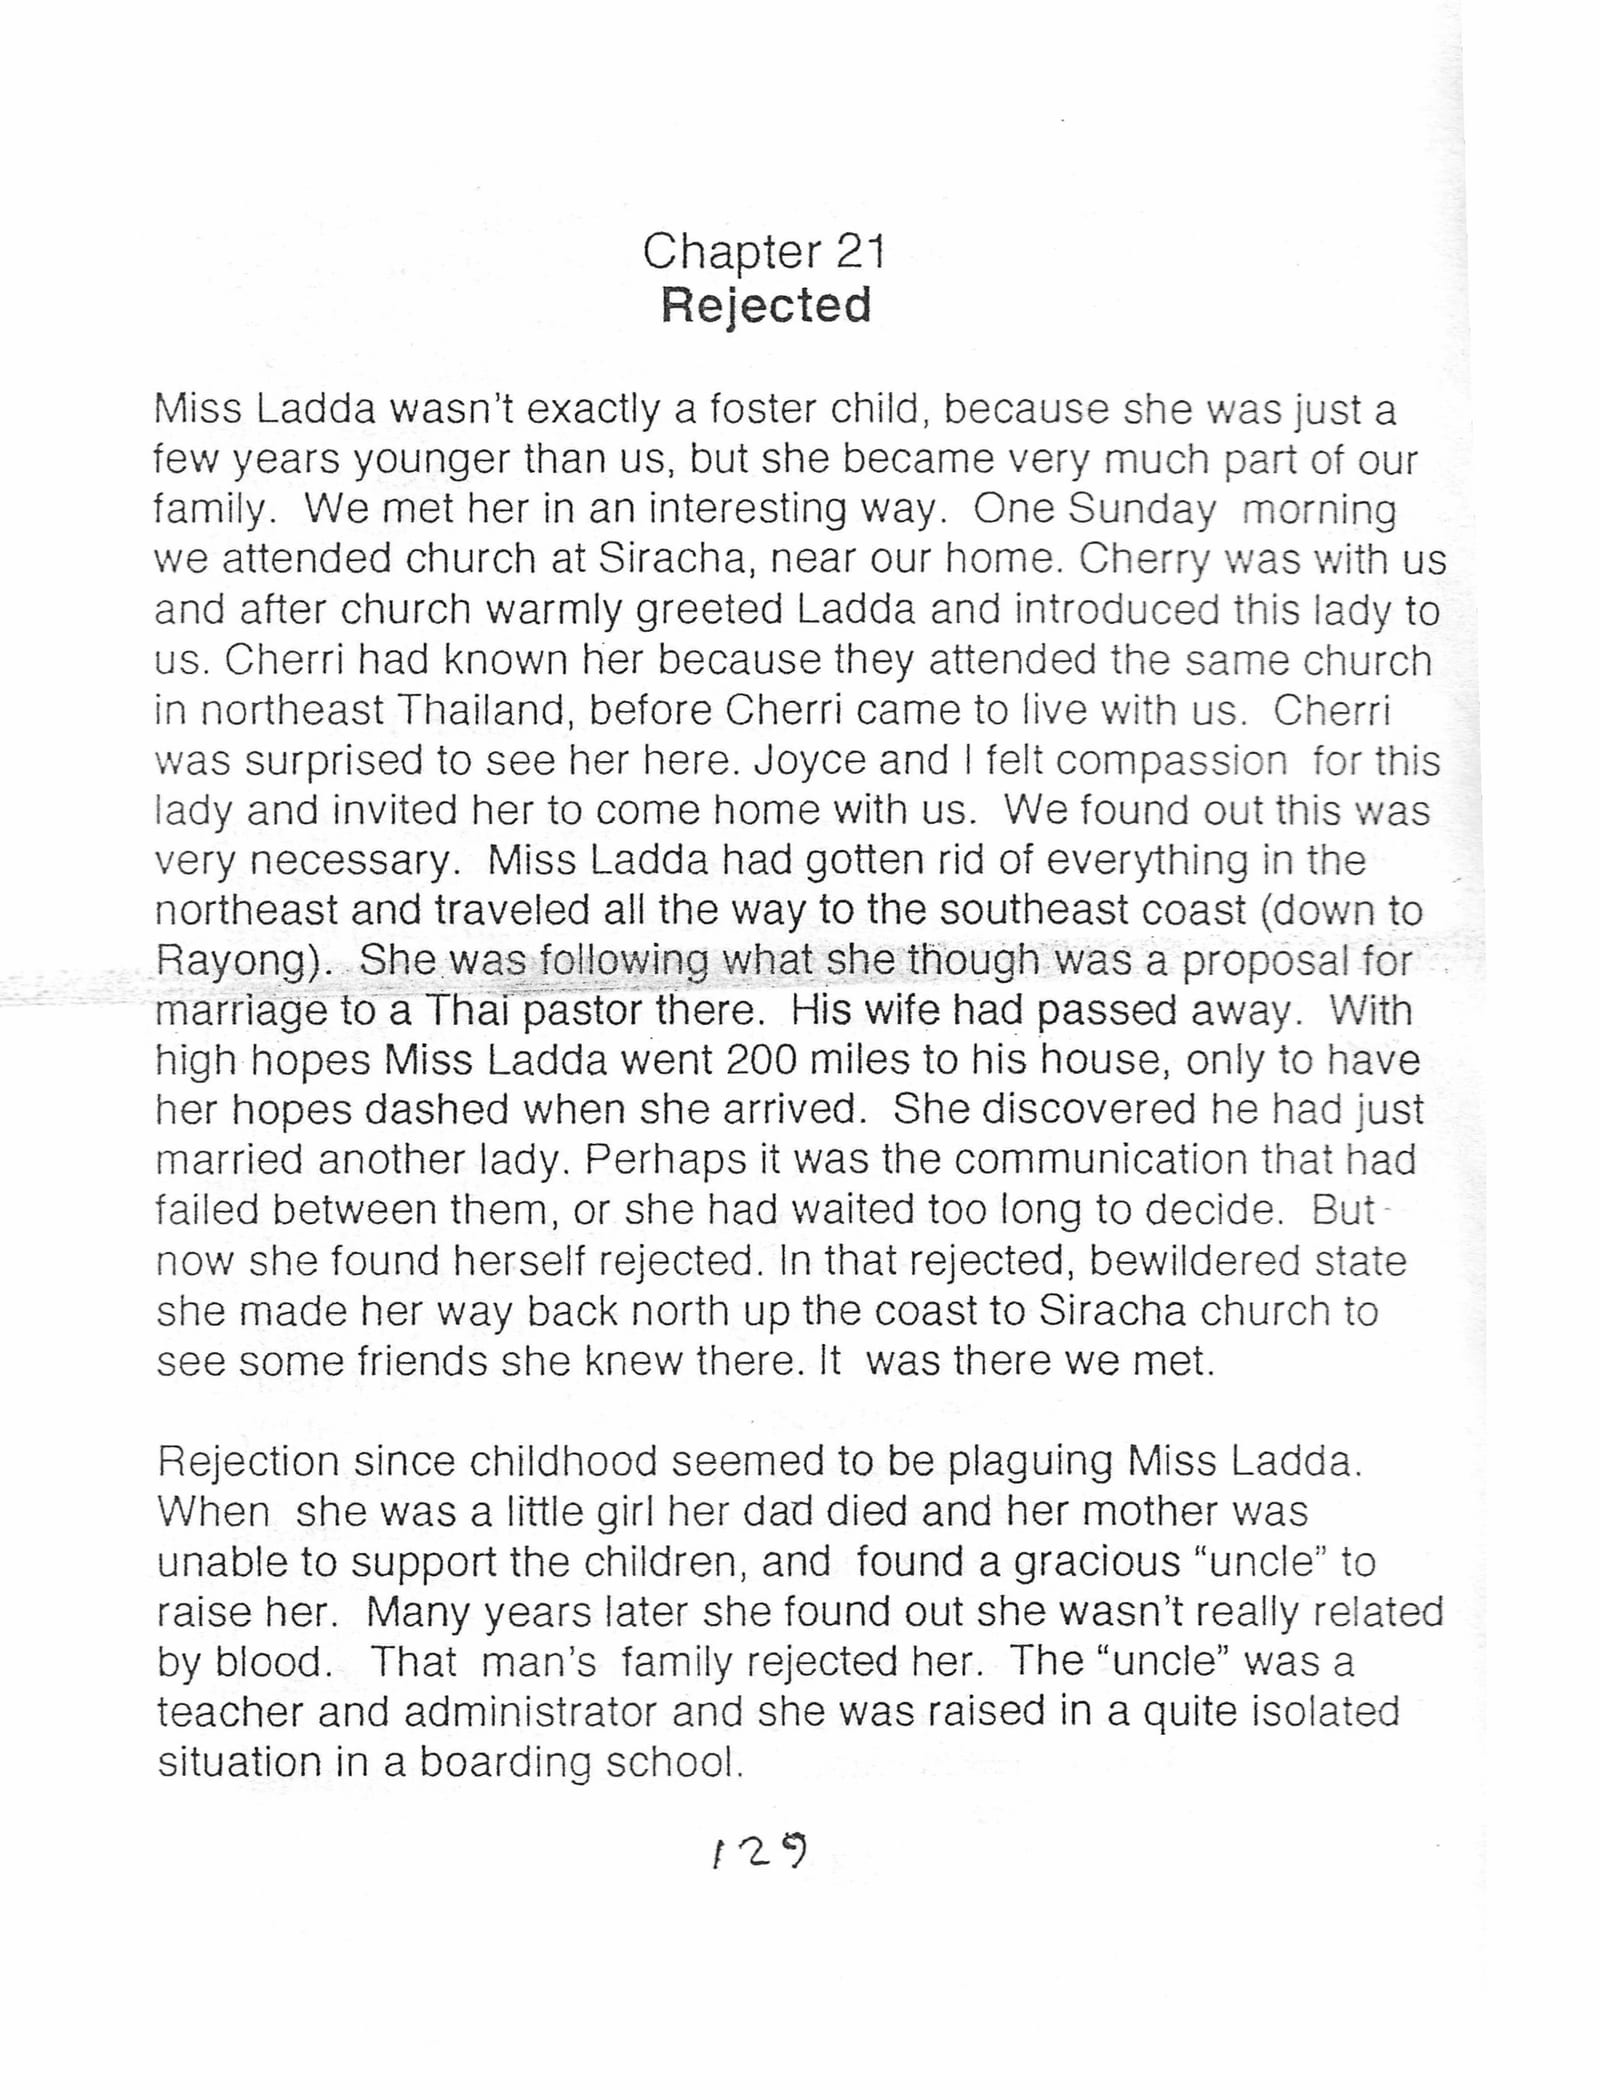 Chapter 21
Rejected
Miss Ladda wasn't exactly a foster child, because she was just a
few years younger than us, but she became very much part of our
family.  We met her in an interesting way.  One Sunday  morning
we attended church at Siracha, near our home. Cherry was with us
and after church warmly greeted Ladda and introduced this lady to
us. Cherri had known her because they attended the same church
in northeast Thailand, before Cherri came to live with us.  Cherri
was surprised to see her here. Joyce and I felt compassion  for this
lady and invited her to come home with us.  We found out this was
very necessary.  Miss Ladda had gotten rid of everything in the
northeast and traveled all the way to the southeast coast (down to
Rayong).  She was following what she though was a proposal for
marriage to a Thai pastor there.  His wife had passed away.  With
high hopes Miss Ladda went 200 miles to his house, only to have
her hopes dashed when she arrived.  She discovered he had just
married another lady. Perhaps it was the communication that had
failed between them, or she had waited too long to decide.  But
now she found herself rejected. In that rejected, bewildered state
she made her way back north up the coast to Siracha church to
see some friends she knew there. It  was there we met.
Rejection since childhood seemed to be plaguing Miss Ladda.
When  she was a little girl her dad died and her mother was
unable to support the children, and  found a gracious “uncle” to
raise her.  Many years later she found out she wasn't really related
by blood.   That  man's  family rejected her.  The “uncle” was a
teacher and administrator and she was raised in a quite isolated
situation in a boarding school.
129